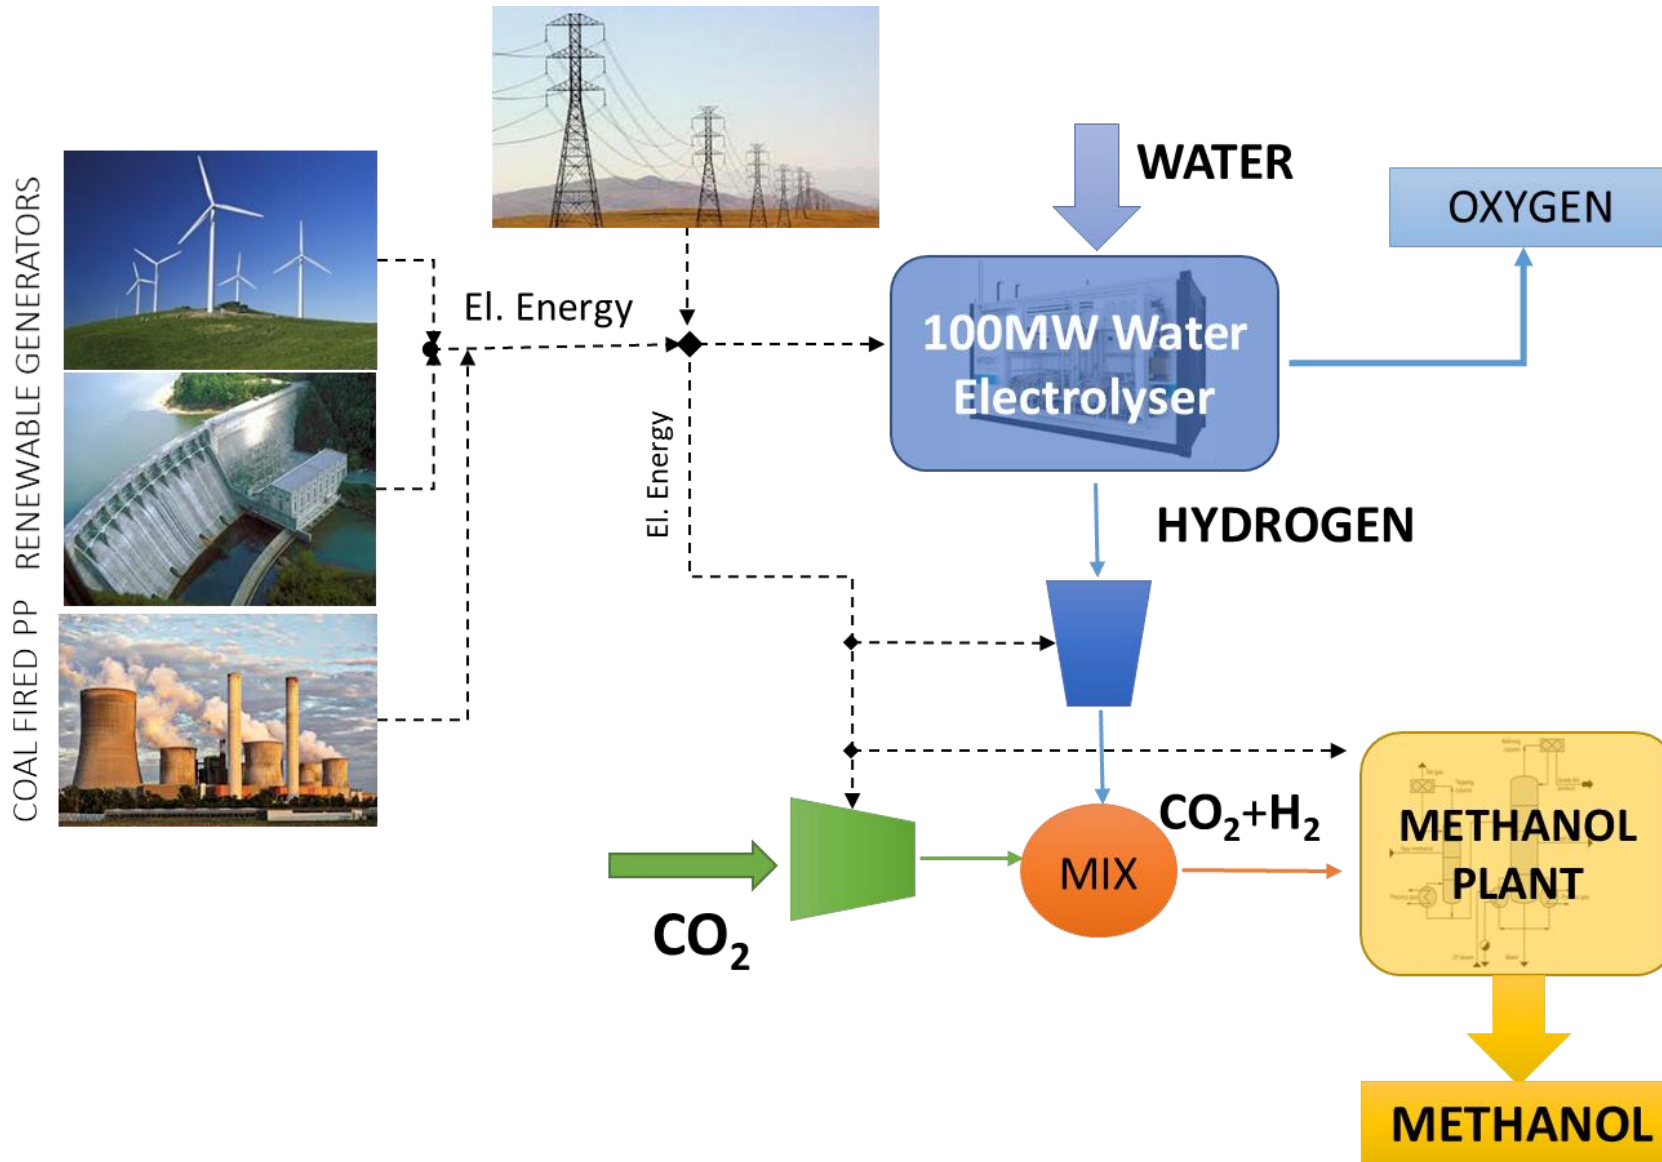 RENEWABLE GENERATORS
COAL FIRED PP
El. Energy
El. Energy
WATER
OXYGEN
100MW Water
Electrolyser
HYDROGEN
CO₂
MIX
CO₂+H₂
METHANOL
PLANT
METHANOL